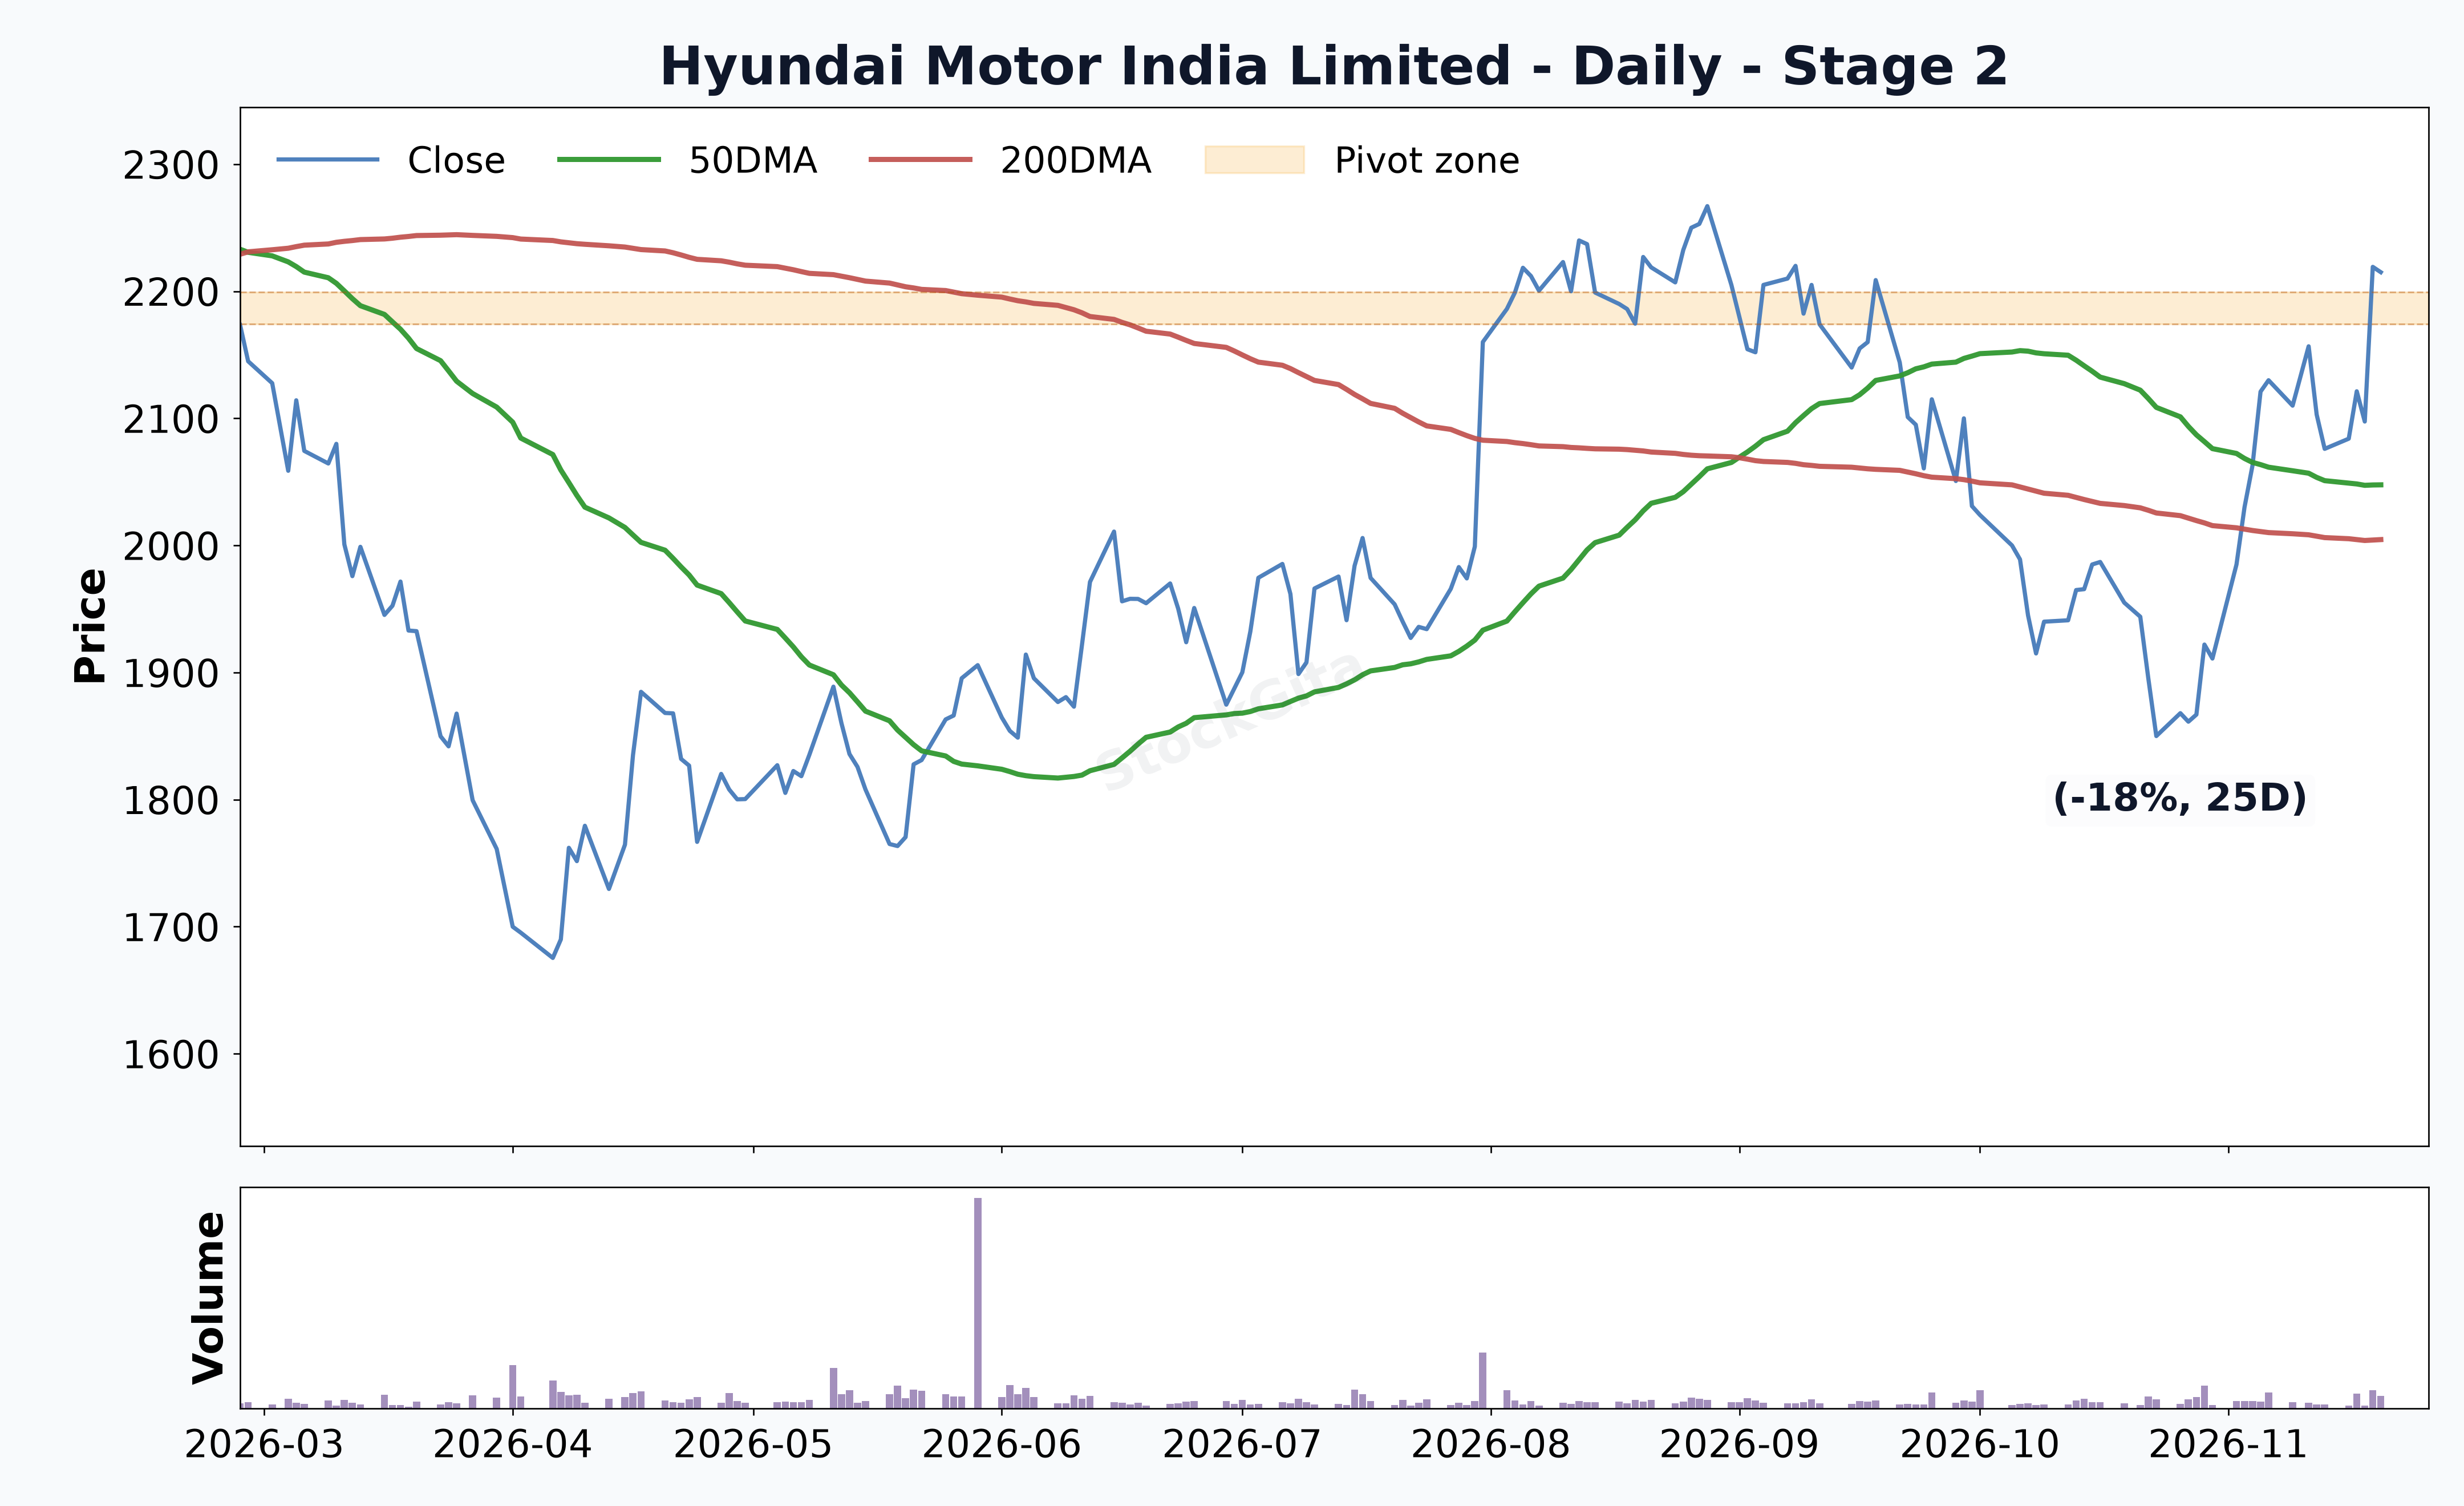 Hyundai Motor India Limited - Daily - Stage 2
Close 50DMA 200DMA Pivot zone
Price
2300
2200
2100
2000
1900
1800
1700
1600
StockGita
(-18%, 25D)
Volume
2026-03 2026-04 2026-05 2026-06 2026-07 2026-08 2026-09 2026-10 2026-11